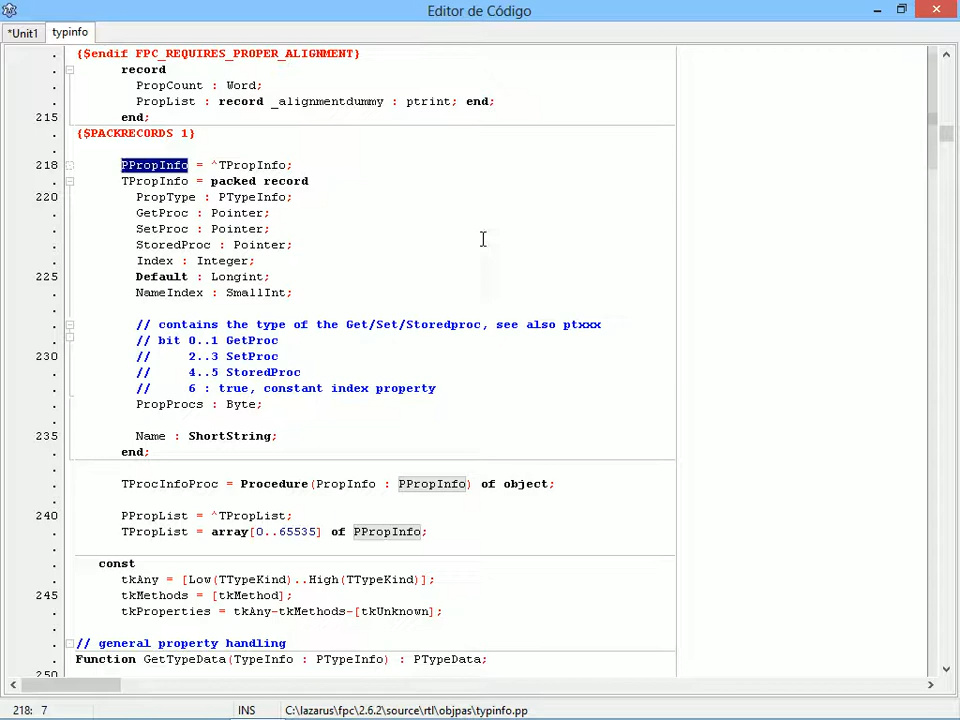 Editor de Código
*Unit1 typinfo
{$endif FPC_REQUIRES_PROPER_ALIGNMENT}
record
PropCount : Word;
PropList : record _alignmentdummy : ptrint; end;
215 end;
{$PACKRECORDS 1}
218 PPropInfo = ^TPropInfo;
TPropInfo = packed record
220 PropType : PTypeInfo;
GetProc : Pointer;
SetProc : Pointer;
StoredProc : Pointer;
Index : Integer;
225 Default : Longint;
NameIndex : SmallInt;
// contains the type of the Get/Set/Storedproc, see also ptxxx
// bit 0..1 GetProc
230 // 2..3 SetProc
// 4..5 StoredProc
// 6 : true, constant index property
PropProcs : Byte;
235 Name : ShortString;
end;
TProcInfoProc = Procedure(PropInfo : PPropInfo) of object;
240 PPropList = ^TPropList;
TPropList = array[0..65535] of PPropInfo;
const
tkAny = [Low(TTypeKind)..High(TTypeKind)];
245 tkMethods = [tkMethod];
tkProperties = tkAny-tkMethods-[tkUnknown];
// general property handling
Function GetTypeData(TypeInfo : PTypeInfo) : PTypeData;
250
218: 7 INS C:\lazarus\fpc\2.6.2\source\rtl\objpas\typinfo.pp